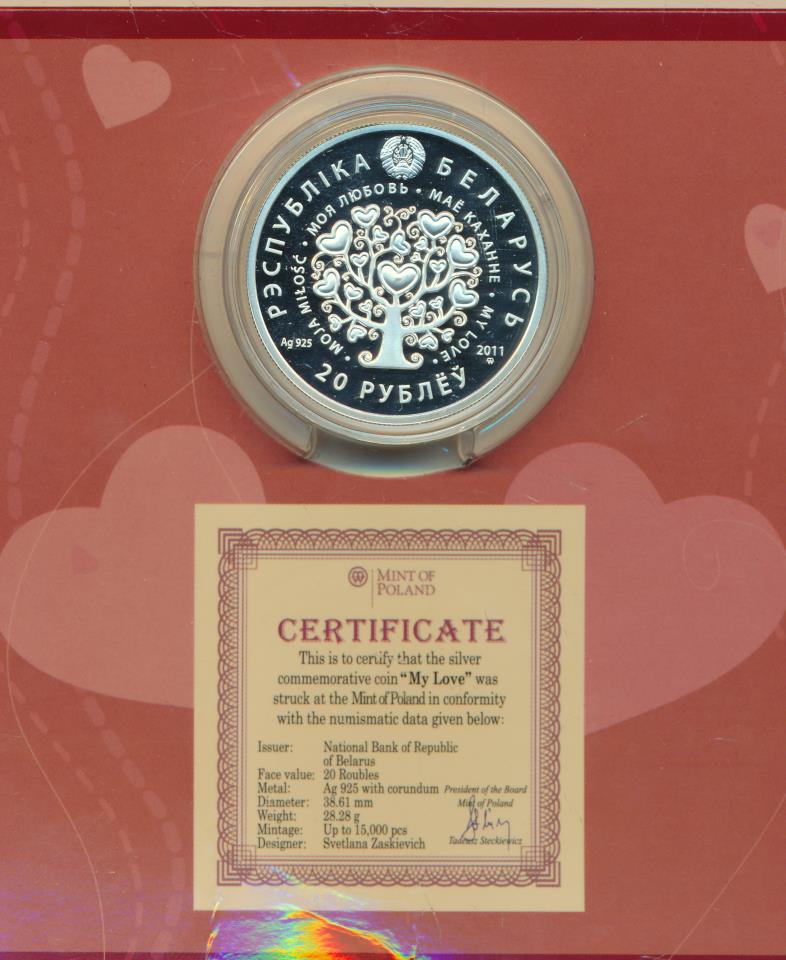 РЭСПУБЛІКА БЕЛАРУСЬ
МОЯ ЛЮБОВЬ • МАЁ КАХАННЕ • MY LOVE • MOJA MIŁOŚĆ •
Ag 925
2011
20 РУБЛЁЎ
MINT OF
POLAND
CERTIFICATE
This is to certify that the silver
commemorative coin "My Love" was
struck at the Mint of Poland in conformity
with the numismatic data given below:
Issuer: National Bank of Republic
of Belarus
Face value: 20 Roubles
Metal: Ag 925 with corundum
Diameter: 38.61 mm
Weight: 28.28 g
Mintage: Up to 15,000 pcs
Designer: Svetlana Zaskievich
President of the Board
Mint of Poland
Tadeusz Steckiewicz